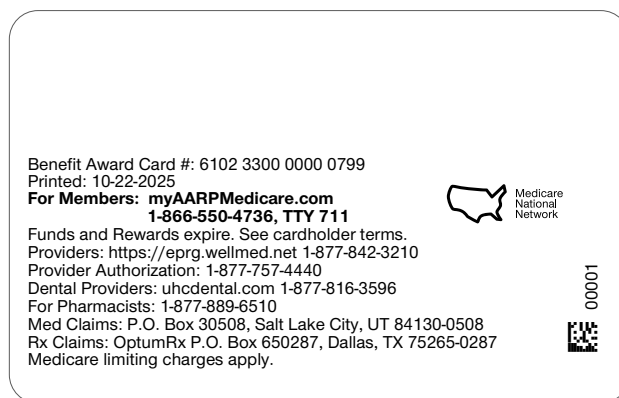 Benefit Award Card #: 6102 3300 0000 0799
Printed: 10-22-2025
For Members: myAARPMedicare.com
1-866-550-4736, TTY 711
Funds and Rewards expire. See cardholder terms.
Providers: https://eprg.wellmed.net 1-877-842-3210
Provider Authorization: 1-877-757-4440
Dental Providers: uhcdental.com 1-877-816-3596
For Pharmacists: 1-877-889-6510
Med Claims: P.O. Box 30508, Salt Lake City, UT 84130-0508
Rx Claims: OptumRx P.O. Box 650287, Dallas, TX 75265-0287
Medicare limiting charges apply.
Medicare
National
Network
00001